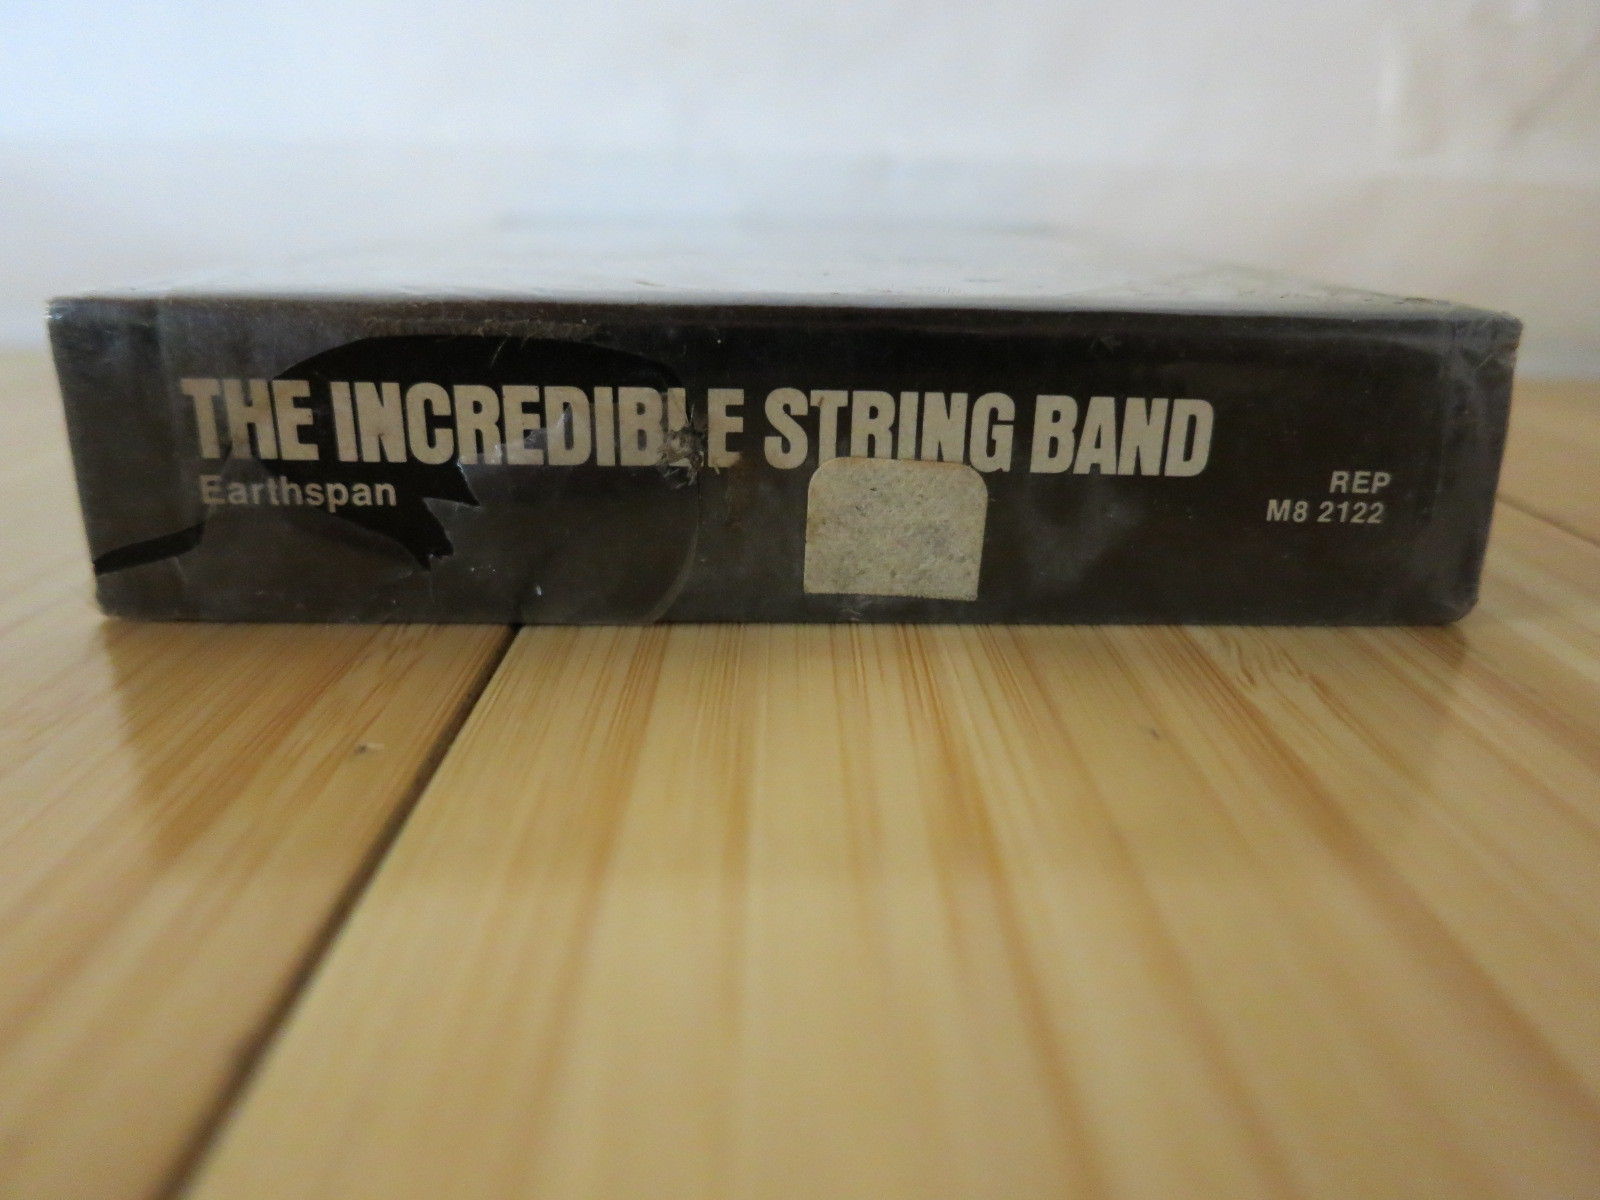 THE INCREDIBLE STRING BAND
Earthspan
REP
M8 2122